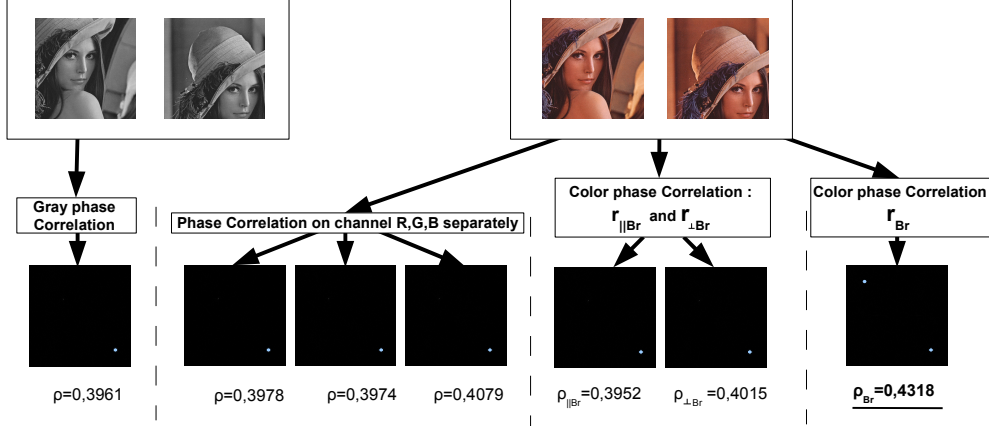 Gray phase
Correlation
Phase Correlation on channel R,G,B separately
Color phase Correlation :
r||Br and r⊥Br
Color phase Correlation
rBr
ρ=0,3961
ρ=0,3978
ρ=0,3974
ρ=0,4079
ρ||Br=0,3952
ρ⊥Br=0,4015
ρBr=0,4318